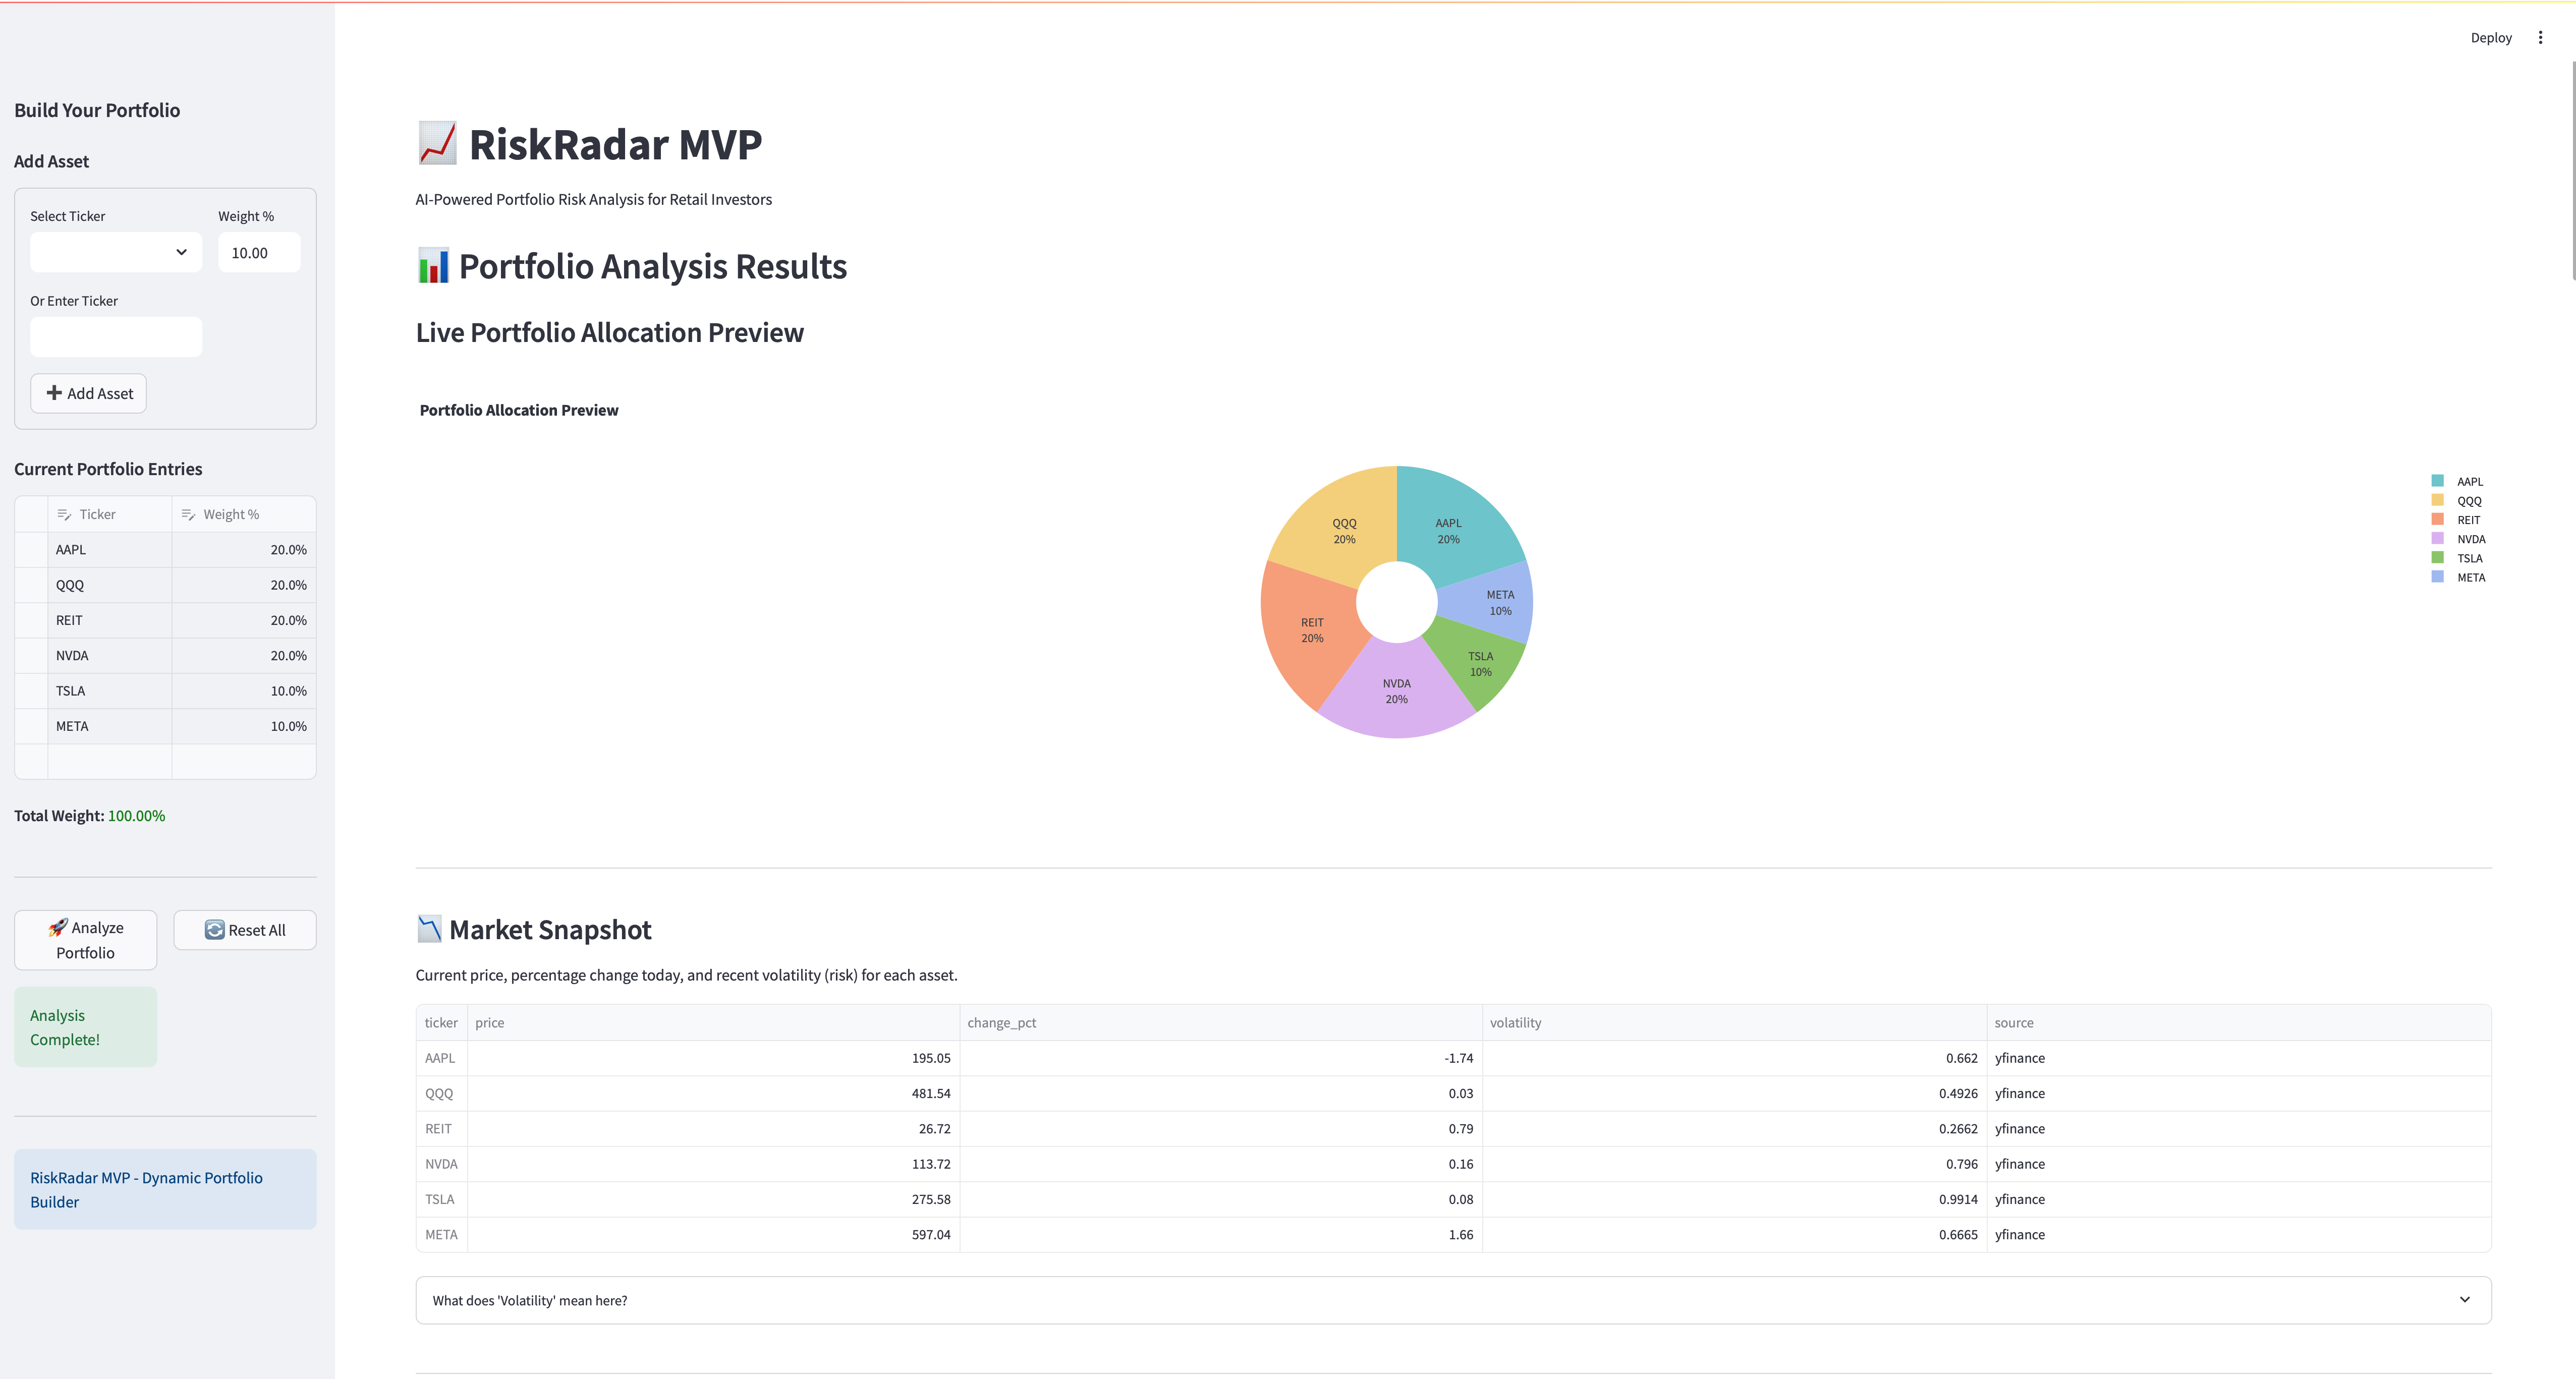 Deploy
Build Your Portfolio
Add Asset
Select Ticker
Weight %
10.00
Or Enter Ticker
Add Asset
Current Portfolio Entries
Ticker Weight %
AAPL 20.0%
QQQ 20.0%
REIT 20.0%
NVDA 20.0%
TSLA 10.0%
META 10.0%
Total Weight: 100.00%
Analyze
Portfolio
Reset All
Analysis
Complete!
RiskRadar MVP - Dynamic Portfolio
Builder
RiskRadar MVP
AI-Powered Portfolio Risk Analysis for Retail Investors
Portfolio Analysis Results
Live Portfolio Allocation Preview
Portfolio Allocation Preview
QQQ
20%
AAPL
20%
META
10%
REIT
20%
TSLA
10%
NVDA
20%
AAPL
QQQ
REIT
NVDA
TSLA
META
Market Snapshot
Current price, percentage change today, and recent volatility (risk) for each asset.
ticker price change_pct volatility source
AAPL 195.05 -1.74 0.662 yfinance
QQQ 481.54 0.03 0.4926 yfinance
REIT 26.72 0.79 0.2662 yfinance
NVDA 113.72 0.16 0.796 yfinance
TSLA 275.58 0.08 0.9914 yfinance
META 597.04 1.66 0.6665 yfinance
What does 'Volatility' mean here?